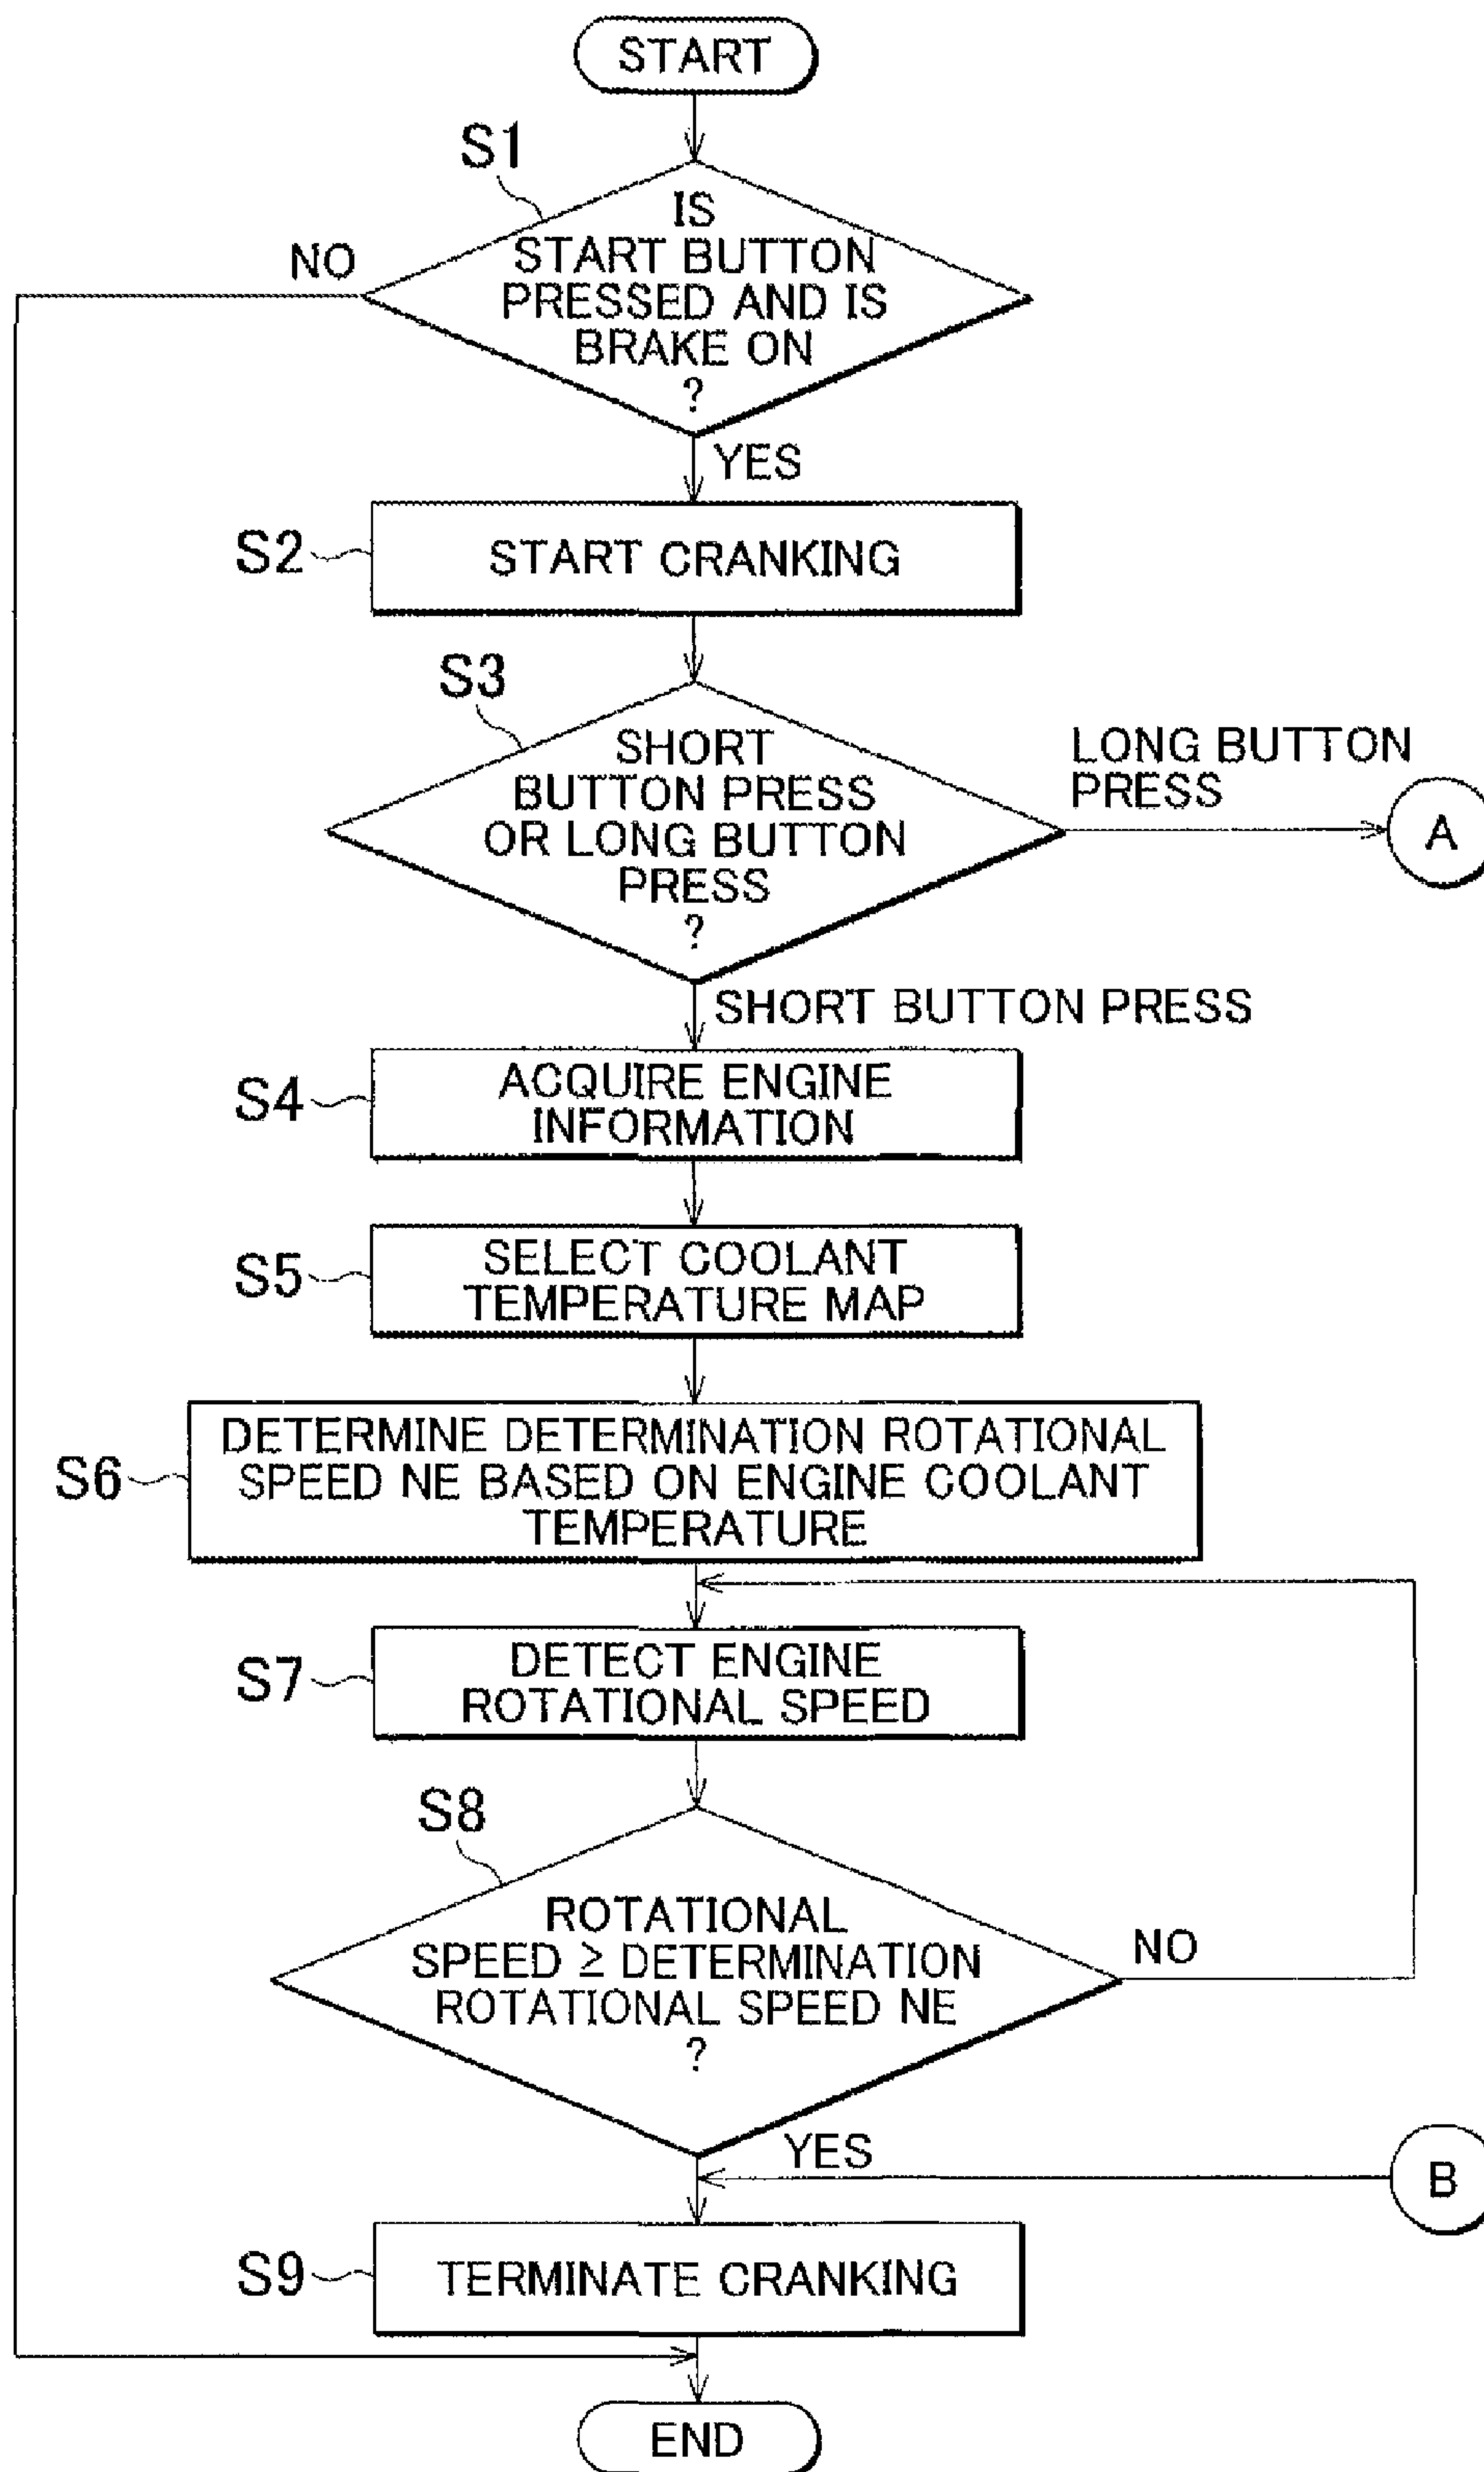 START
S1
IS
START BUTTON
PRESSED AND IS
BRAKE ON
?
NO
YES
S2
START CRANKING
S3
SHORT
BUTTON PRESS
OR LONG BUTTON
PRESS
?
LONG BUTTON
PRESS
A
SHORT BUTTON PRESS
S4
ACQUIRE ENGINE
INFORMATION
S5
SELECT COOLANT
TEMPERATURE MAP
S6
DETERMINE DETERMINATION ROTATIONAL
SPEED NE BASED ON ENGINE COOLANT
TEMPERATURE
S7
DETECT ENGINE
ROTATIONAL SPEED
S8
ROTATIONAL
SPEED ≥ DETERMINATION
ROTATIONAL SPEED NE
?
NO
YES
B
S9
TERMINATE CRANKING
END